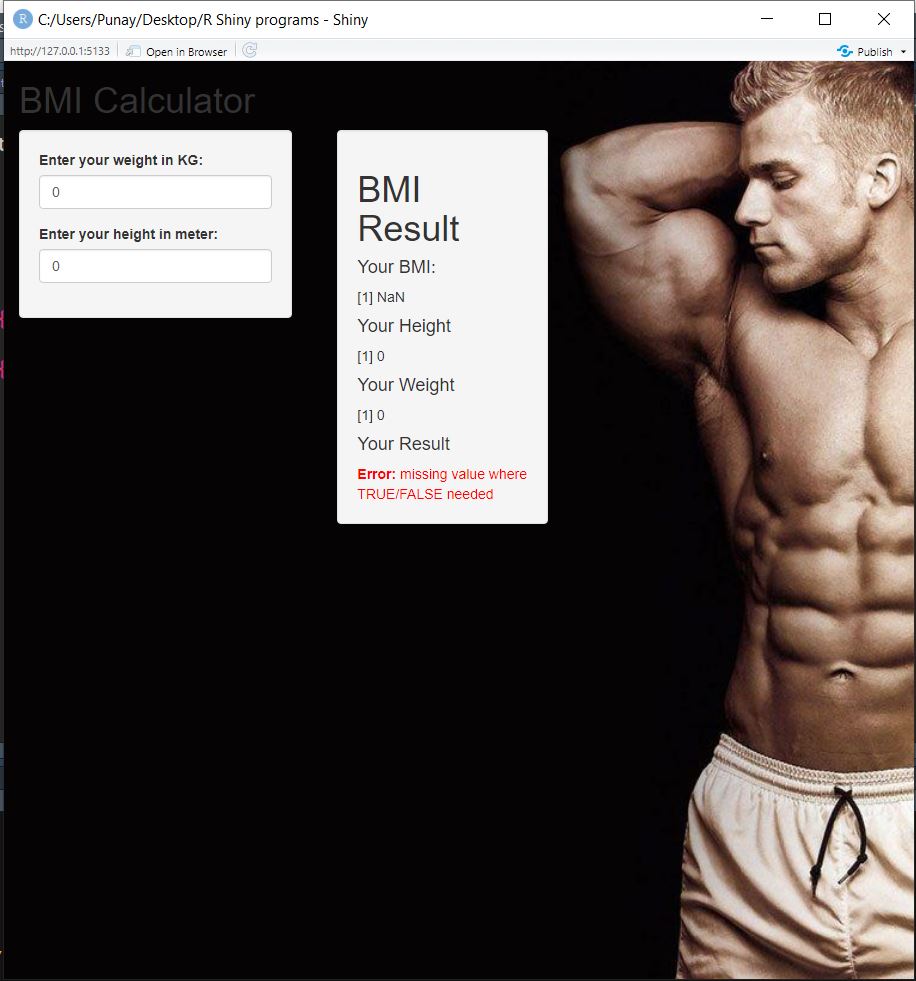 R C:/Users/Punay/Desktop/R Shiny programs - Shiny
http://127.0.0.1:5133 Open in Browser Publish
BMI Calculator
Enter your weight in KG:
0
Enter your height in meter:
0
BMI
Result
Your BMI:
[1] NaN
Your Height
[1] 0
Your Weight
[1] 0
Your Result
Error: missing value where
TRUE/FALSE needed